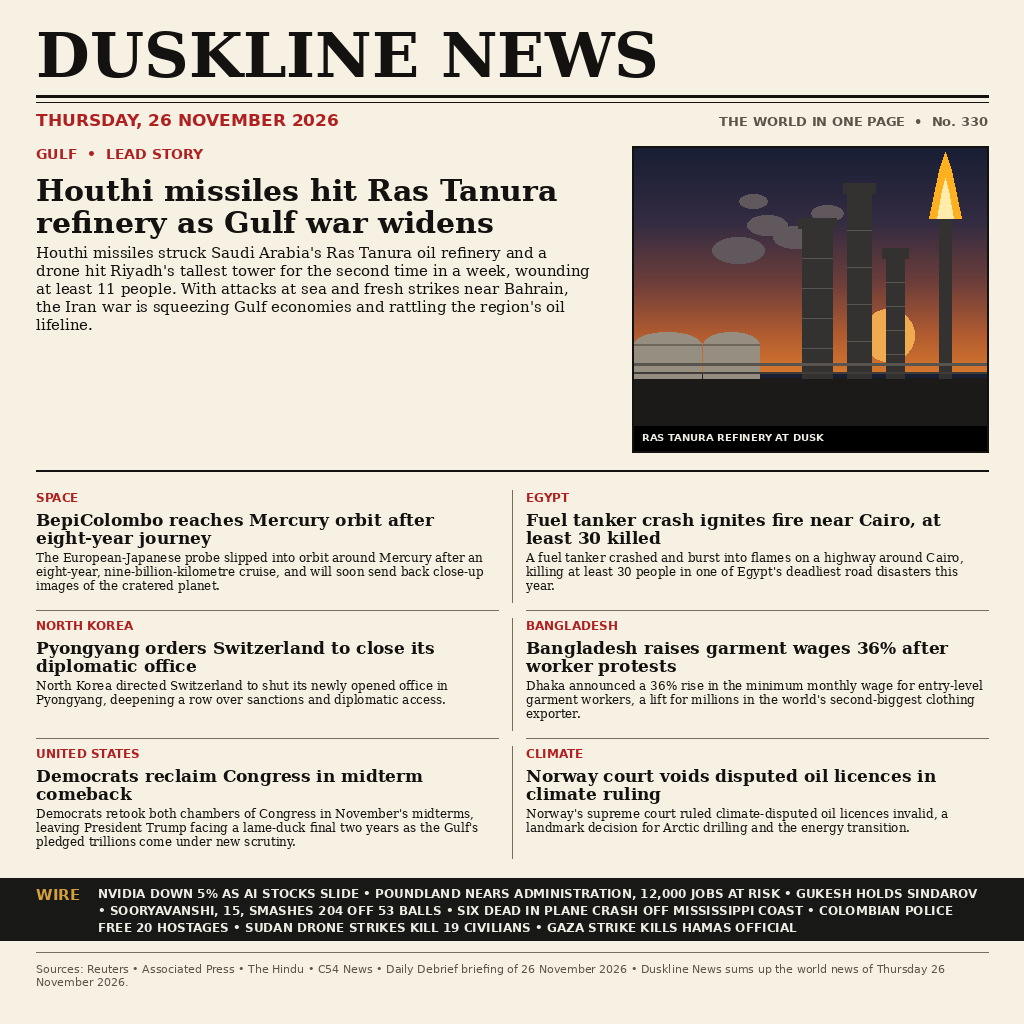 DUSKLINE NEWS
THURSDAY, 26 NOVEMBER 2026
THE WORLD IN ONE PAGE • No. 330
GULF • LEAD STORY
Houthi missiles hit Ras Tanura
refinery as Gulf war widens
Houthi missiles struck Saudi Arabia's Ras Tanura oil refinery and a
drone hit Riyadh's tallest tower for the second time in a week, wounding
at least 11 people. With attacks at sea and fresh strikes near Bahrain,
the Iran war is squeezing Gulf economies and rattling the region's oil
lifeline.
RAS TANURA REFINERY AT DUSK
SPACE
BepiColombo reaches Mercury orbit after
eight-year journey
The European-Japanese probe slipped into orbit around Mercury after an
eight-year, nine-billion-kilometre cruise, and will soon send back close-up
images of the cratered planet.
EGYPT
Fuel tanker crash ignites fire near Cairo, at
least 30 killed
A fuel tanker crashed and burst into flames on a highway around Cairo,
killing at least 30 people in one of Egypt's deadliest road disasters this
year.
NORTH KOREA
Pyongyang orders Switzerland to close its
diplomatic office
North Korea directed Switzerland to shut its newly opened office in
Pyongyang, deepening a row over sanctions and diplomatic access.
BANGLADESH
Bangladesh raises garment wages 36% after
worker protests
Dhaka announced a 36% rise in the minimum monthly wage for entry-level
garment workers, a lift for millions in the world's second-biggest clothing
exporter.
UNITED STATES
Democrats reclaim Congress in midterm
comeback
Democrats retook both chambers of Congress in November's midterms,
leaving President Trump facing a lame-duck final two years as the Gulf's
pledged trillions come under new scrutiny.
CLIMATE
Norway court voids disputed oil licences in
climate ruling
Norway's supreme court ruled climate-disputed oil licences invalid, a
landmark decision for Arctic drilling and the energy transition.
WIRE
NVIDIA DOWN 5% AS AI STOCKS SLIDE • POUNDLAND NEARS ADMINISTRATION, 12,000 JOBS AT RISK • GUKESH HOLDS SINDAROV
• SOORYAVANSHI, 15, SMASHES 204 OFF 53 BALLS • SIX DEAD IN PLANE CRASH OFF MISSISSIPPI COAST • COLOMBIAN POLICE
FREE 20 HOSTAGES • SUDAN DRONE STRIKES KILL 19 CIVILIANS • GAZA STRIKE KILLS HAMAS OFFICIAL
Sources: Reuters • Associated Press • The Hindu • C54 News • Daily Debrief briefing of 26 November 2026 • Duskline News sums up the world news of Thursday 26
November 2026.